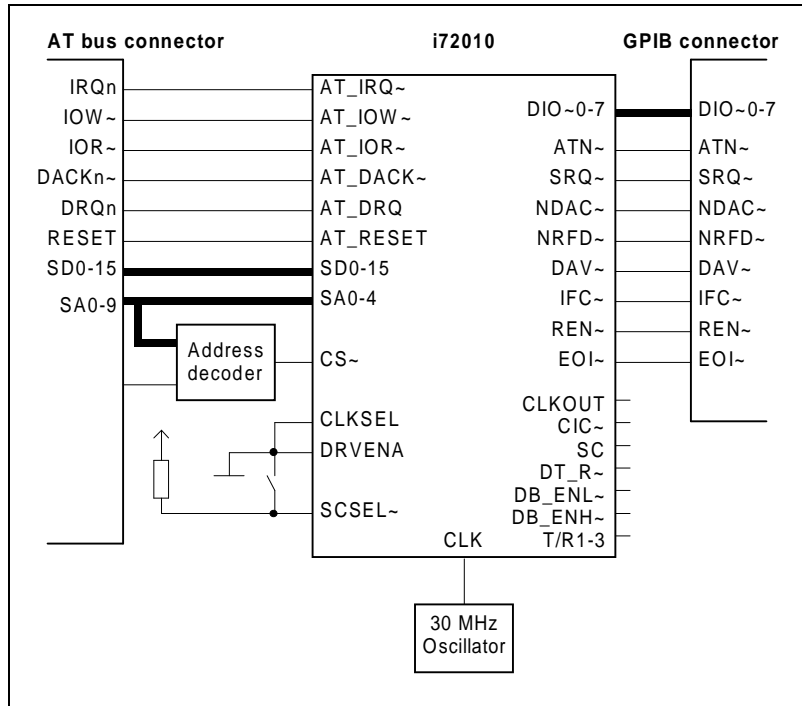 AT bus connector
i72010
GPIB connector
IRQn
IOW~
IOR~
DACKn~
DRQn
RESET
SD0-15
SA0-9
AT_IRQ~
AT_IOW~
AT_IOR~
AT_DACK~
AT_DRQ
AT_RESET
SD0-15
SA0-4
Address
decoder
CS~
CLKSEL
DRVENA
SCSEL~
DIO~0-7
ATN~
SRQ~
NDAC~
NRFD~
DAV~
IFC~
REN~
EOI~
CLKOUT
CIC~
SC
DT_R~
DB_ENL~
DB_ENH~
T/R1-3
CLK
DIO~0-7
ATN~
SRQ~
NDAC~
NRFD~
DAV~
IFC~
REN~
EOI~
30 MHz
Oscillator